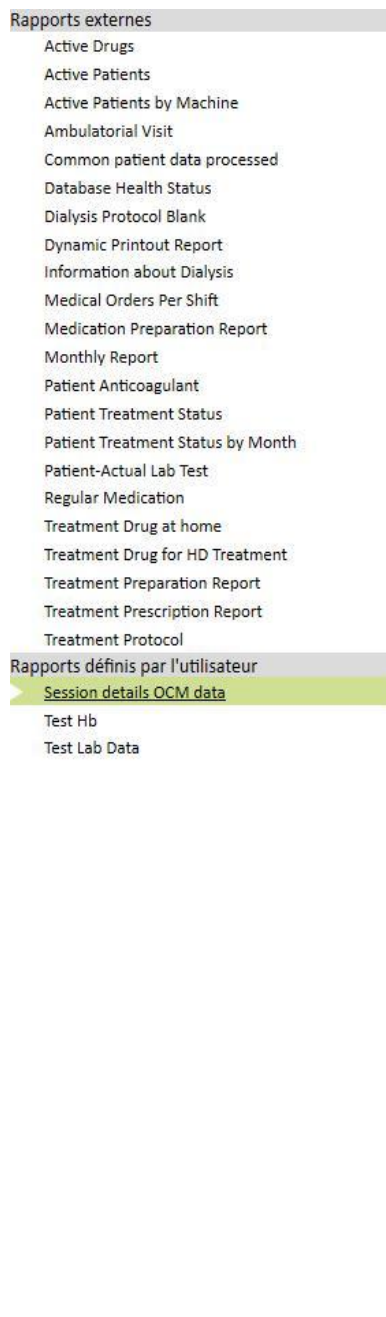 Rapports externes
Active Drugs
Active Patients
Active Patients by Machine
Ambulatorial Visit
Common patient data processed
Database Health Status
Dialysis Protocol Blank
Dynamic Printout Report
Information about Dialysis
Medical Orders Per Shift
Medication Preparation Report
Monthly Report
Patient Anticoagulant
Patient Treatment Status
Patient Treatment Status by Month
Patient-Actual Lab Test
Regular Medication
Treatment Drug at home
Treatment Drug for HD Treatment
Treatment Preparation Report
Treatment Prescription Report
Treatment Protocol
Rapports définis par l'utilisateur
Session details OCM data
Test Hb
Test Lab Data